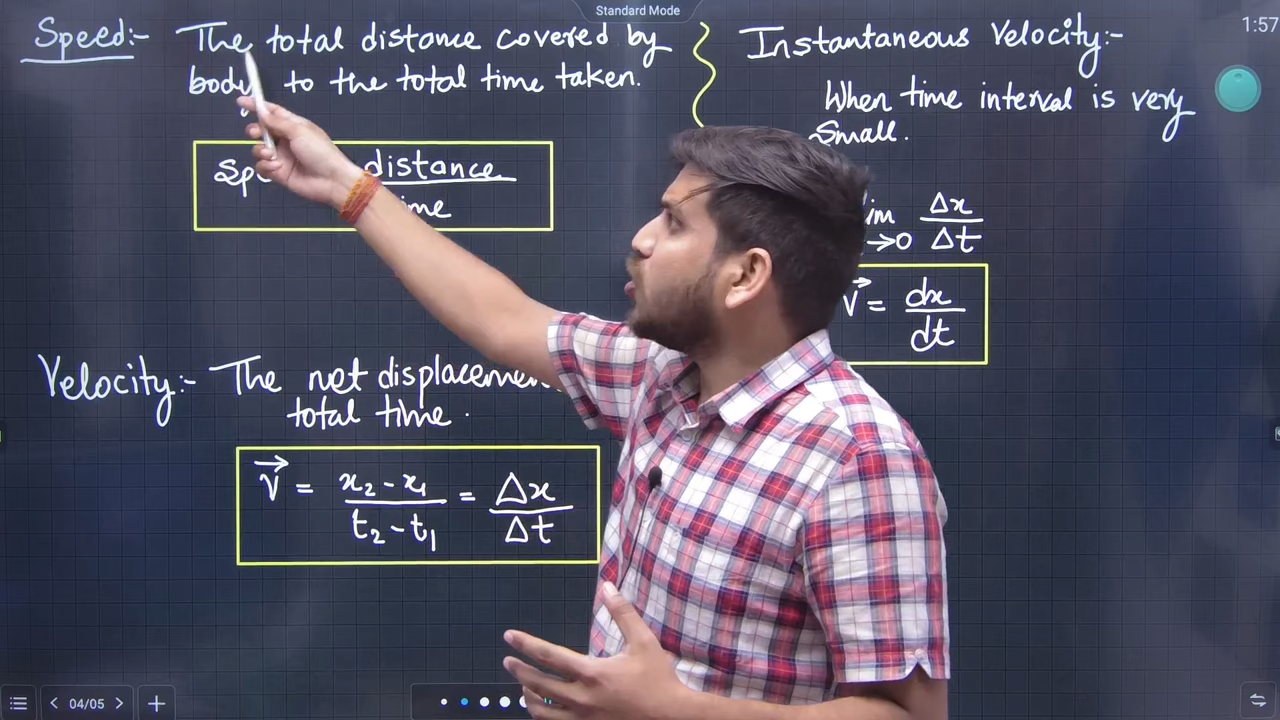 Standard Mode
1:57
Speed:- The total distance covered by
body to the total time taken.
distance
Velocity:- The net displacement
total time.
V = x₂ - x₁ / t₂ - t₁ = Δx / Δt
Instantaneous Velocity:-
When time interval is very
Small.
Δx / Δt
→0
V = dx / dt
04/05